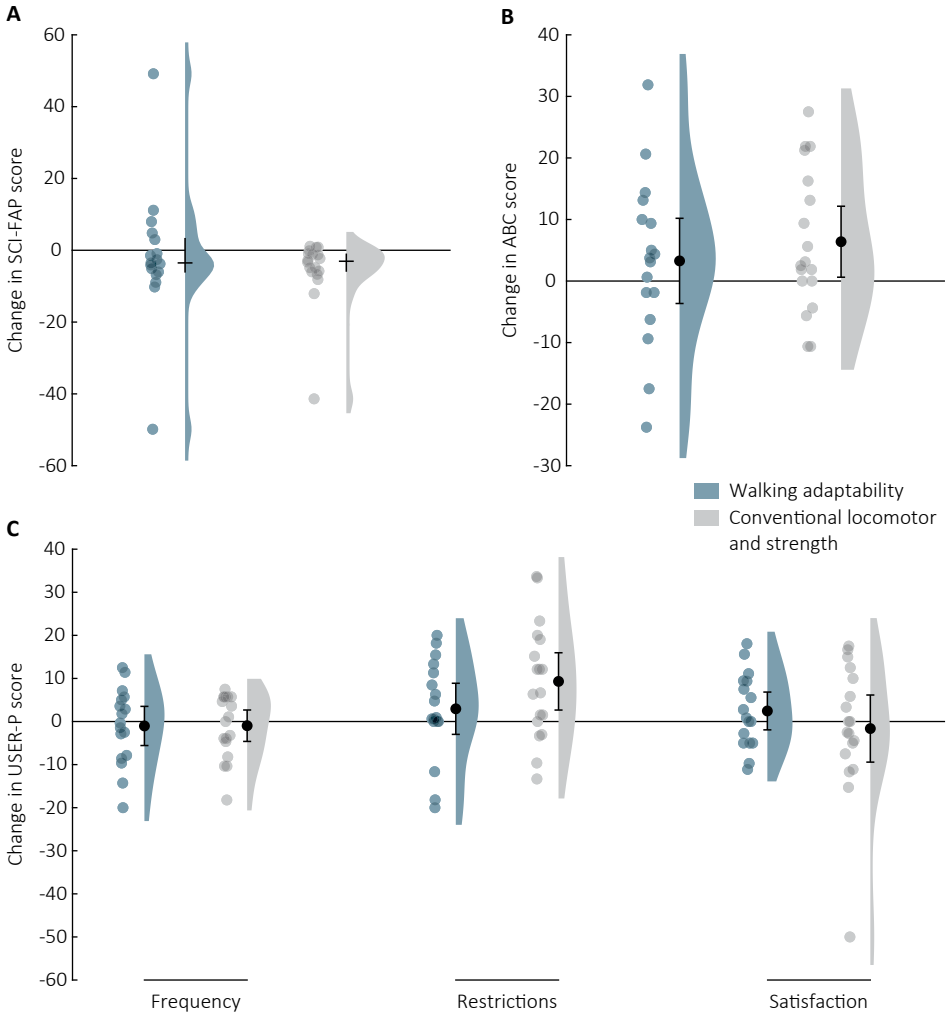 A
60
40
20
0
-20
-40
-60
Change in SCI-FAP score
B
40
30
20
10
0
-10
-20
-30
Change in ABC score
Walking adaptability
Conventional locomotor
and strength
C
40
30
20
10
0
-10
-20
-30
-40
-50
-60
Change in USER-P score
Frequency
Restrictions
Satisfaction